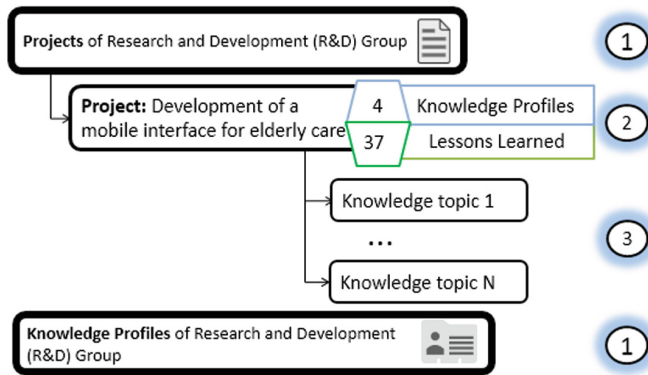 Projects of Research and Development (R&D) Group
1
Project: Development of a
mobile interface for elderly care
4 Knowledge Profiles
37 Lessons Learned
2
Knowledge topic 1
...
3
Knowledge topic N
Knowledge Profiles of Research and Development
(R&D) Group
1